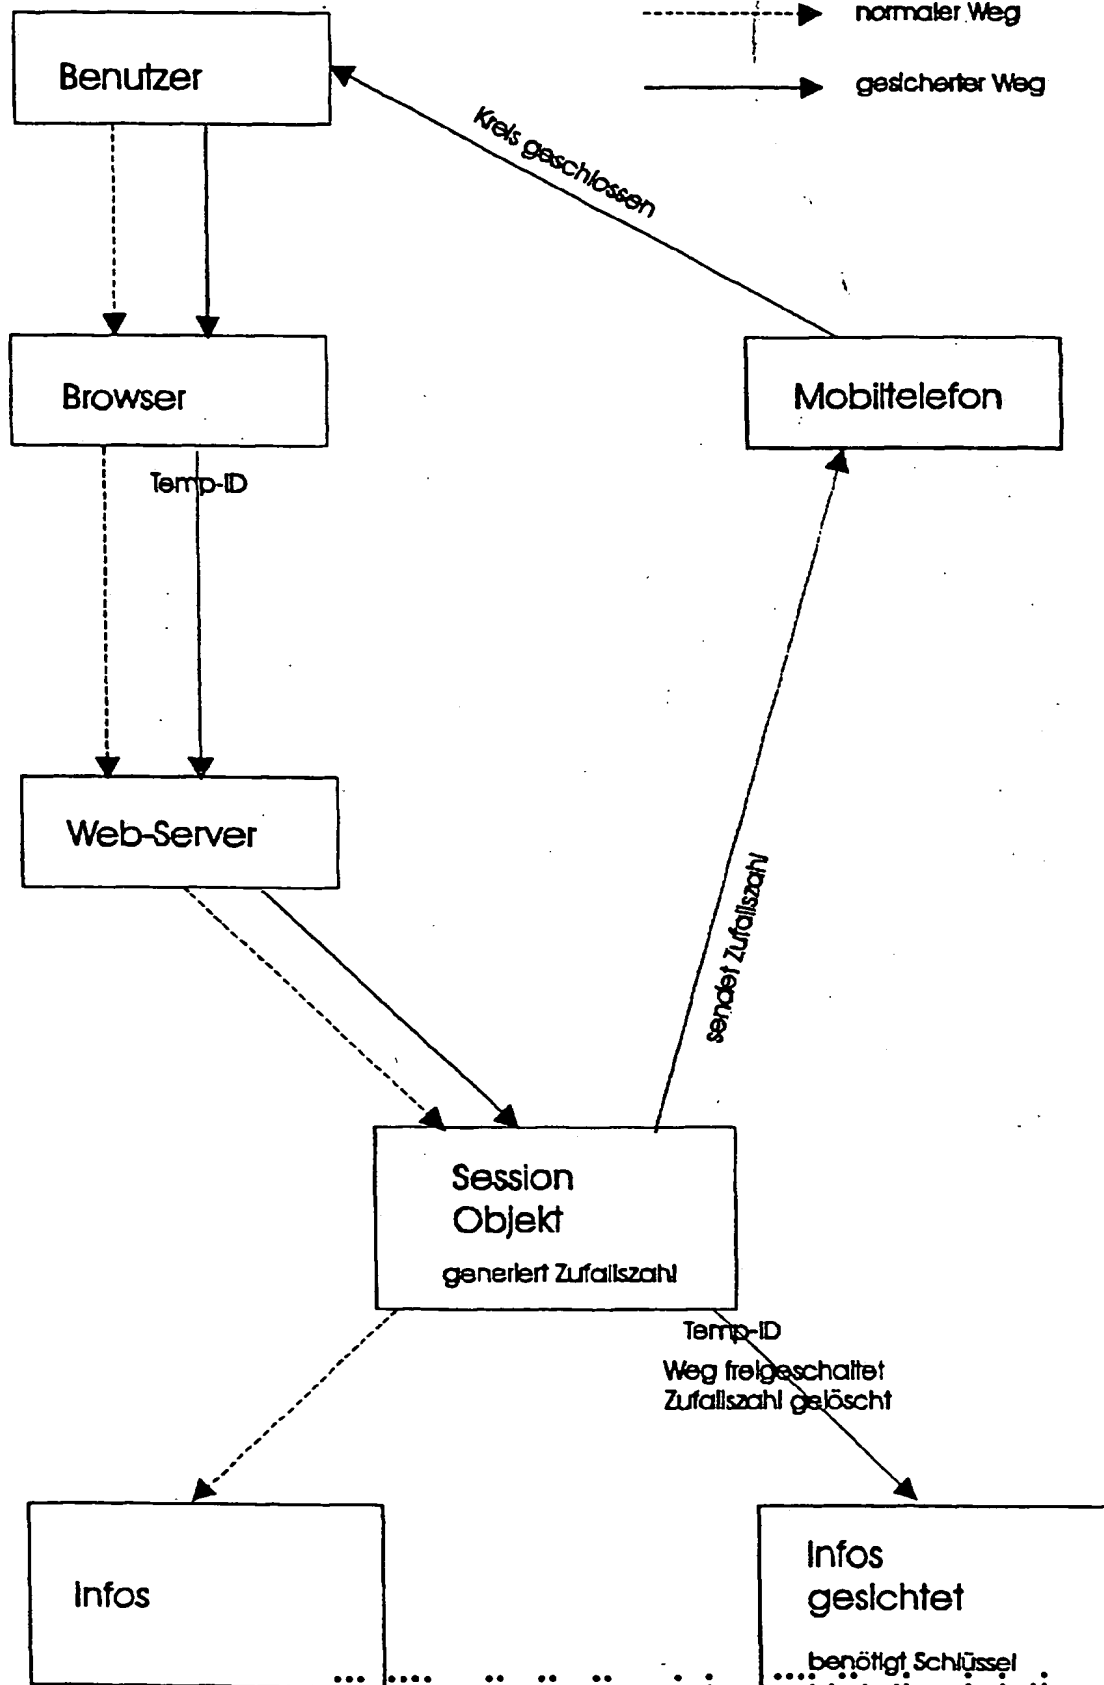 normaler Weg
Benutzer
gesicherter Weg
Kreis geschlossen
Browser
Mobiltelefon
Temp-ID
Web-Server
sendet Zufallszahl
Session
Objekt
generiert Zufallszahl
Temp-ID
Weg freigeschaltet
Zufallszahl gelöscht
Infos
Infos
gesichtet
benötigt Schlüssel